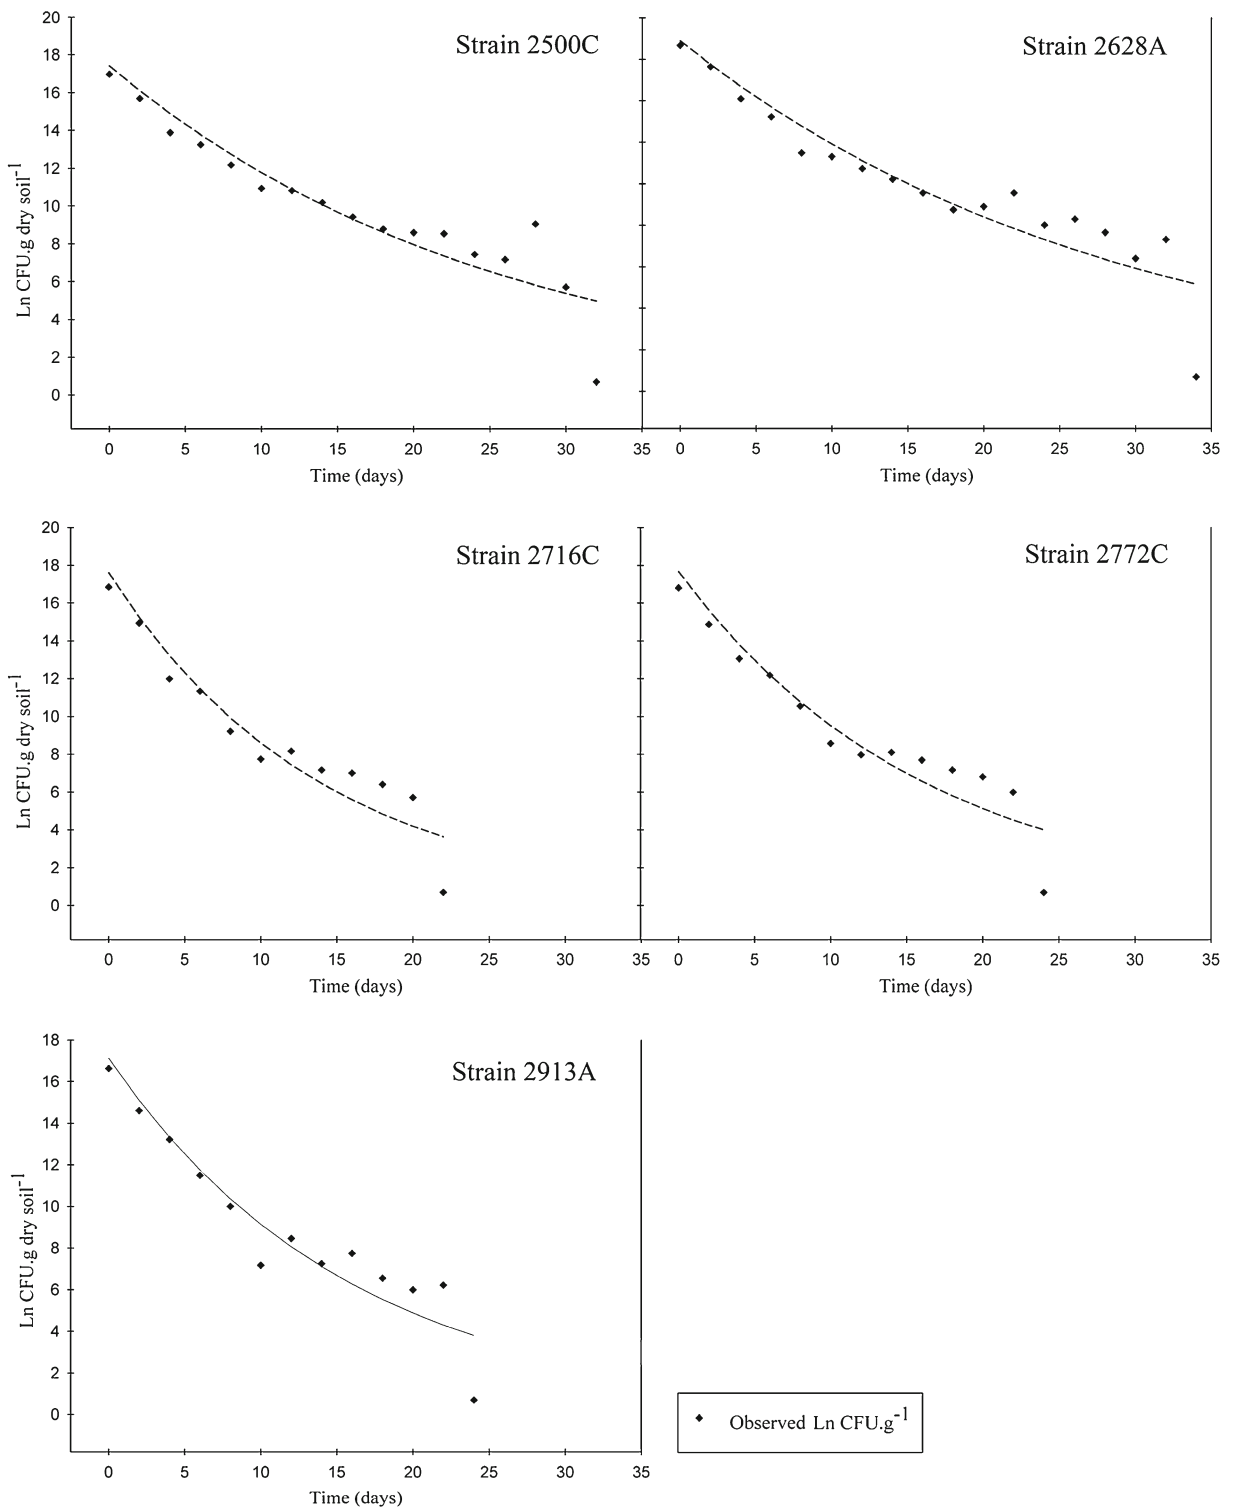 Strain 2500C
20
18
16
14
12
10
8
6
4
2
0
Ln CFU.g dry soil-1
0 5 10 15 20 25 30 35
Time (days)
Strain 2628A
0 5 10 15 20 25 30 35
Time (days)
Strain 2716C
20
18
16
14
12
10
8
6
4
2
0
Ln CFU.g dry soil-1
0 5 10 15 20 25 30 35
Time (days)
Strain 2772C
0 5 10 15 20 25 30 35
Time (days)
Strain 2913A
18
16
14
12
10
8
6
4
2
0
Ln CFU.g dry soil-1
0 5 10 15 20 25 30 35
Time (days)
Observed Ln CFU.g-1